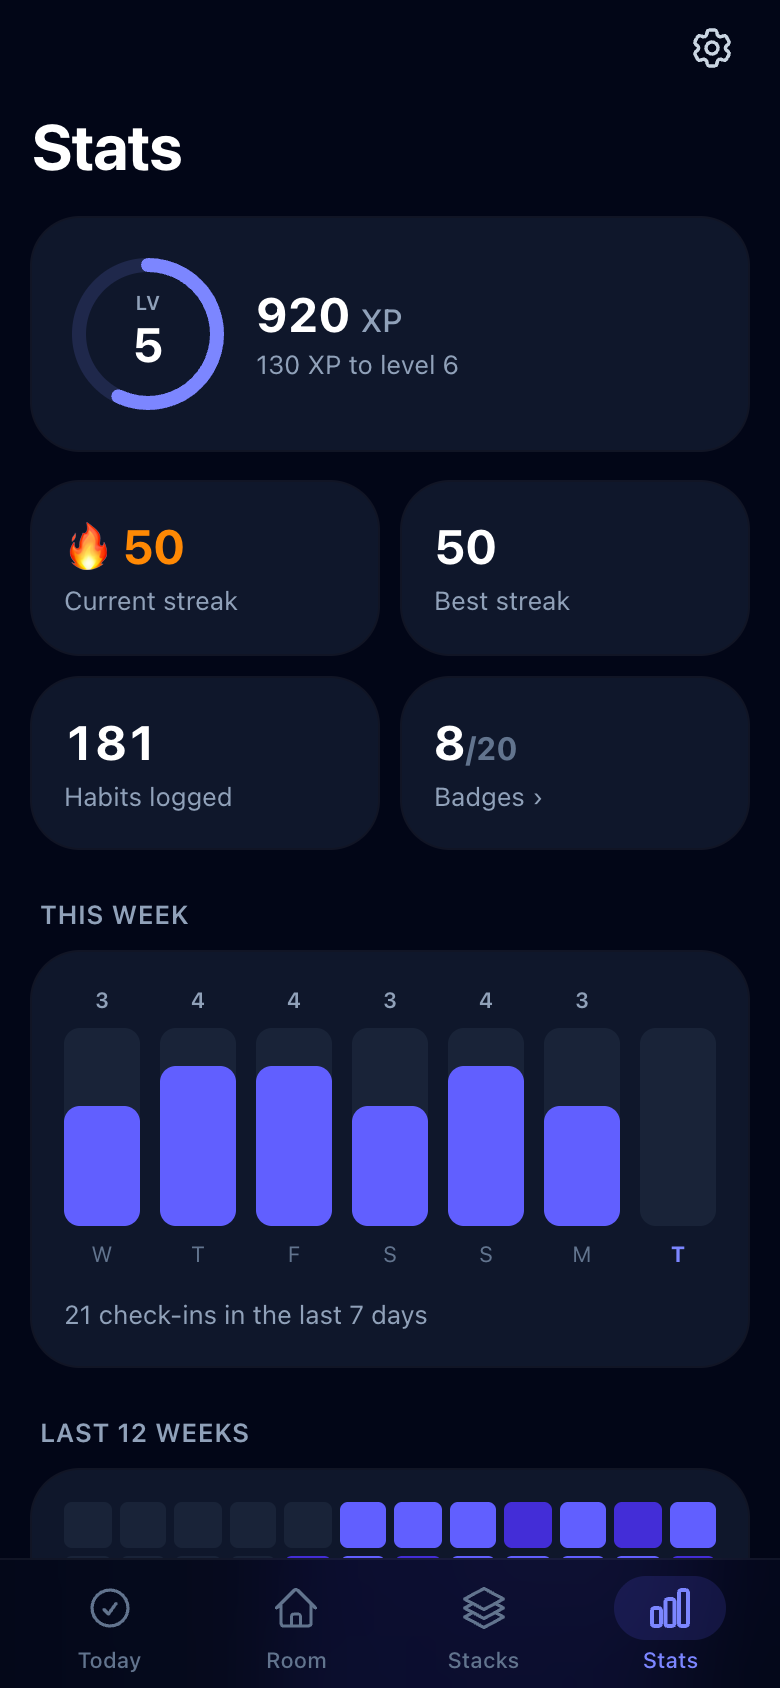 Stats
LV
5
920 XP
130 XP to level 6
🔥 50
Current streak
50
Best streak
181
Habits logged
8/20
Badges ›
THIS WEEK
3 4 4 3 4 3
W T F S S M T
21 check-ins in the last 7 days
LAST 12 WEEKS
Today Room Stacks Stats